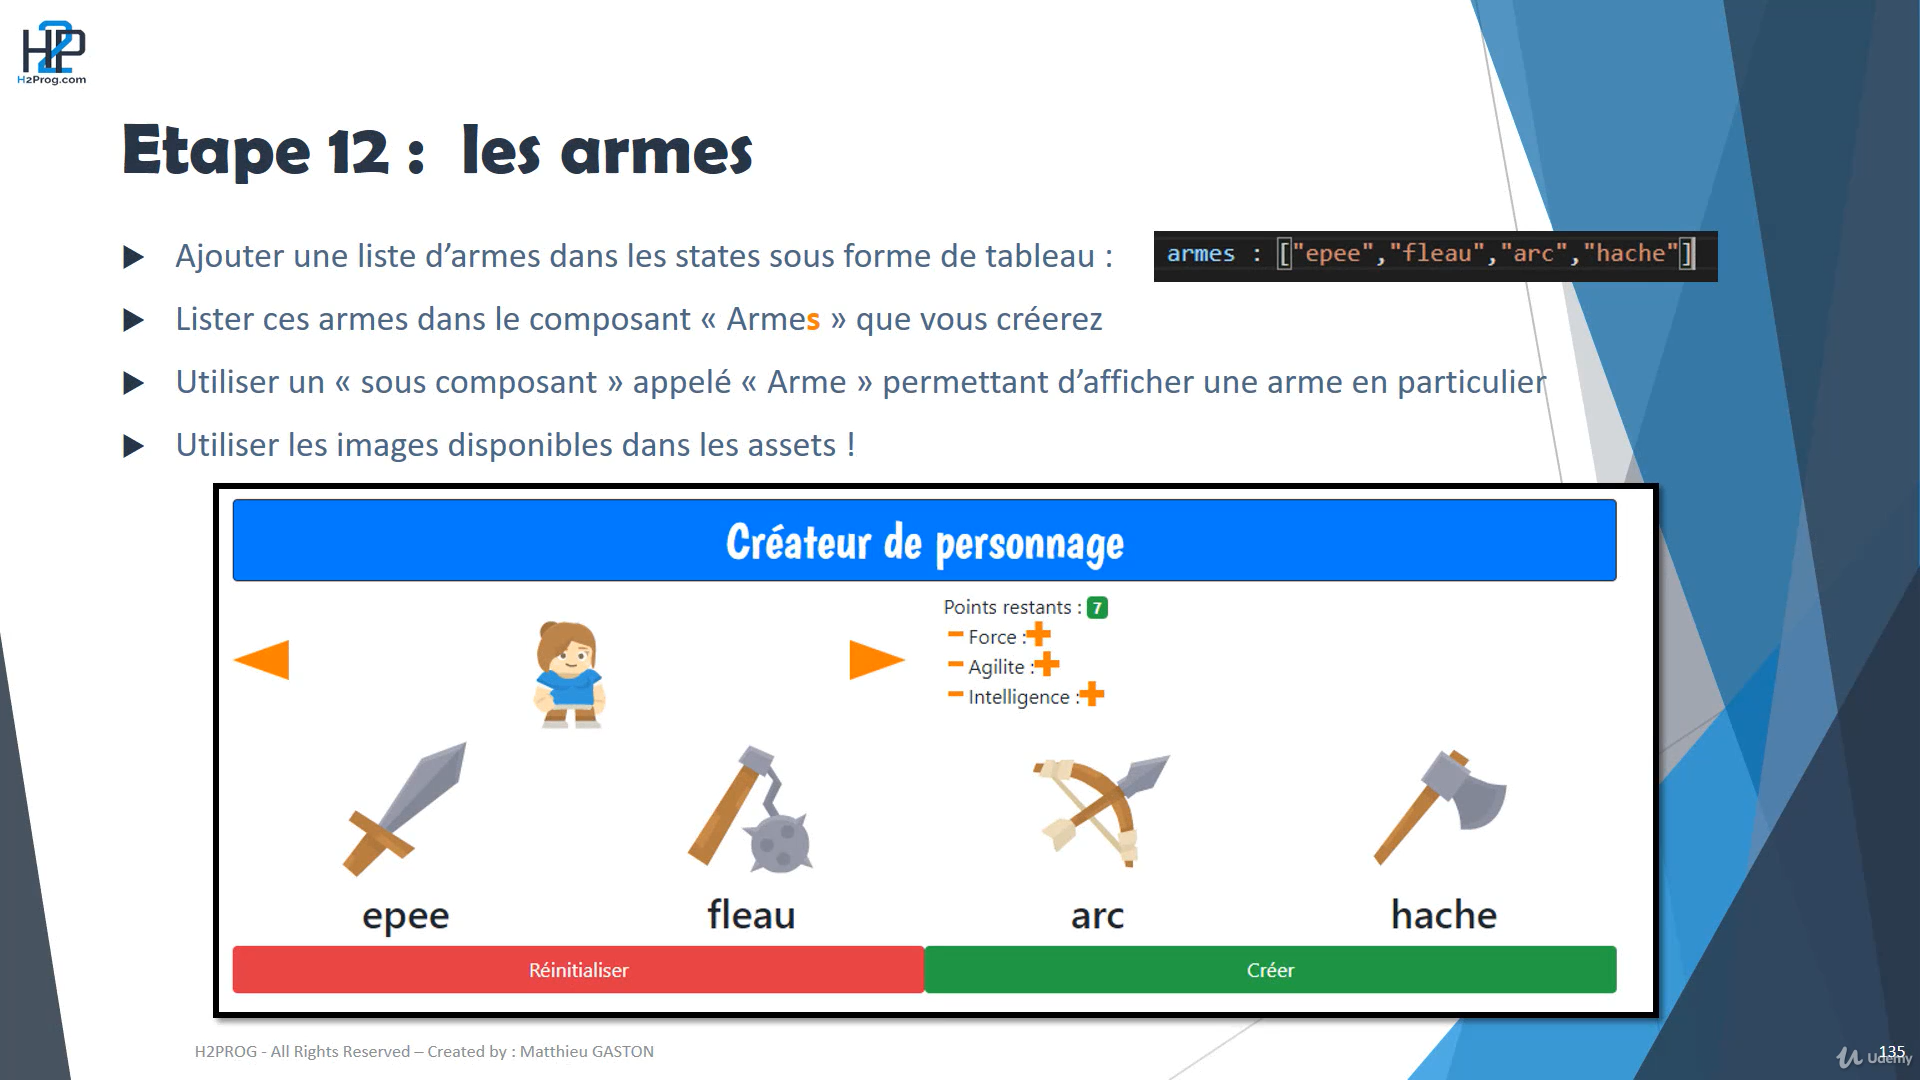 H2P
H2Prog.com
Etape 12 : les armes
Ajouter une liste d’armes dans les states sous forme de tableau :
armes : ["epee","fleau","arc","hache"]
Lister ces armes dans le composant « Armes » que vous créerez
Utiliser un « sous composant » appelé « Arme » permettant d’afficher une arme en particulier
Utiliser les images disponibles dans les assets !
Créateur de personnage
Points restants : 7
Force :
Agilite :
Intelligence :
epee fleau arc hache
Réinitialiser Créer
H2PROG - All Rights Reserved – Created by : Matthieu GASTON
135
Udemy